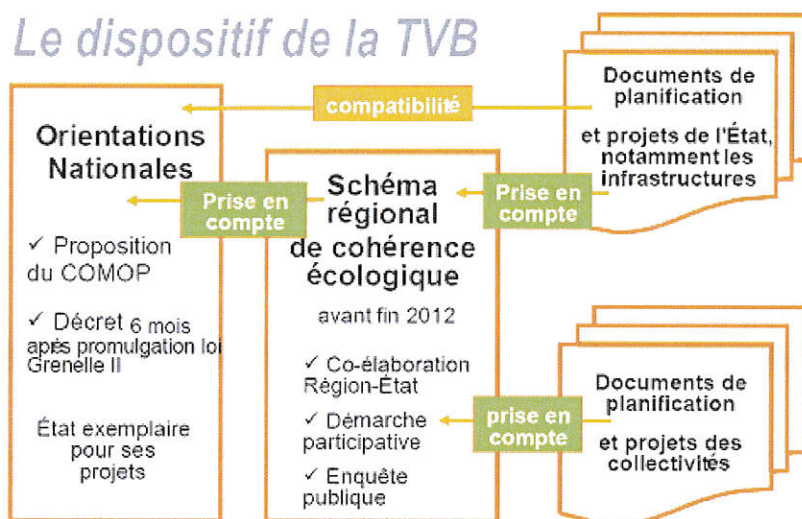 Le dispositif de la TVB
Orientations
Nationales
✓ Proposition
du COMOP
✓ Décret 6 mois
après promulgation loi
Grenelle II
État exemplaire
pour ses
projets
compatibilité
Prise en
compte
Schéma
régional
de cohérence
écologique
avant fin 2012
✓ Co-élaboration
Région-État
✓ Démarche
participative
✓ Enquête
publique
Prise en
compte
prise en
compte
Documents de
planification
et projets de l'État,
notamment les
infrastructures
Documents de
planification
et projets des
collectivités